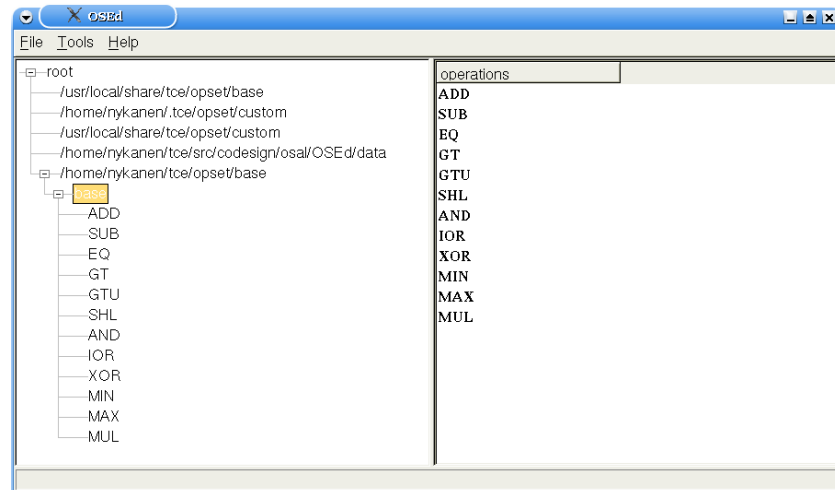 OSEd
File Tools Help
root
/usr/local/share/tce/opset/base
/home/nykanen/.tce/opset/custom
/usr/local/share/tce/opset/custom
/home/nykanen/tce/src/codesign/osal/OSEd/data
/home/nykanen/tce/opset/base
base
ADD
SUB
EQ
GT
GTU
SHL
AND
IOR
XOR
MIN
MAX
MUL
operations
ADD
SUB
EQ
GT
GTU
SHL
AND
IOR
XOR
MIN
MAX
MUL